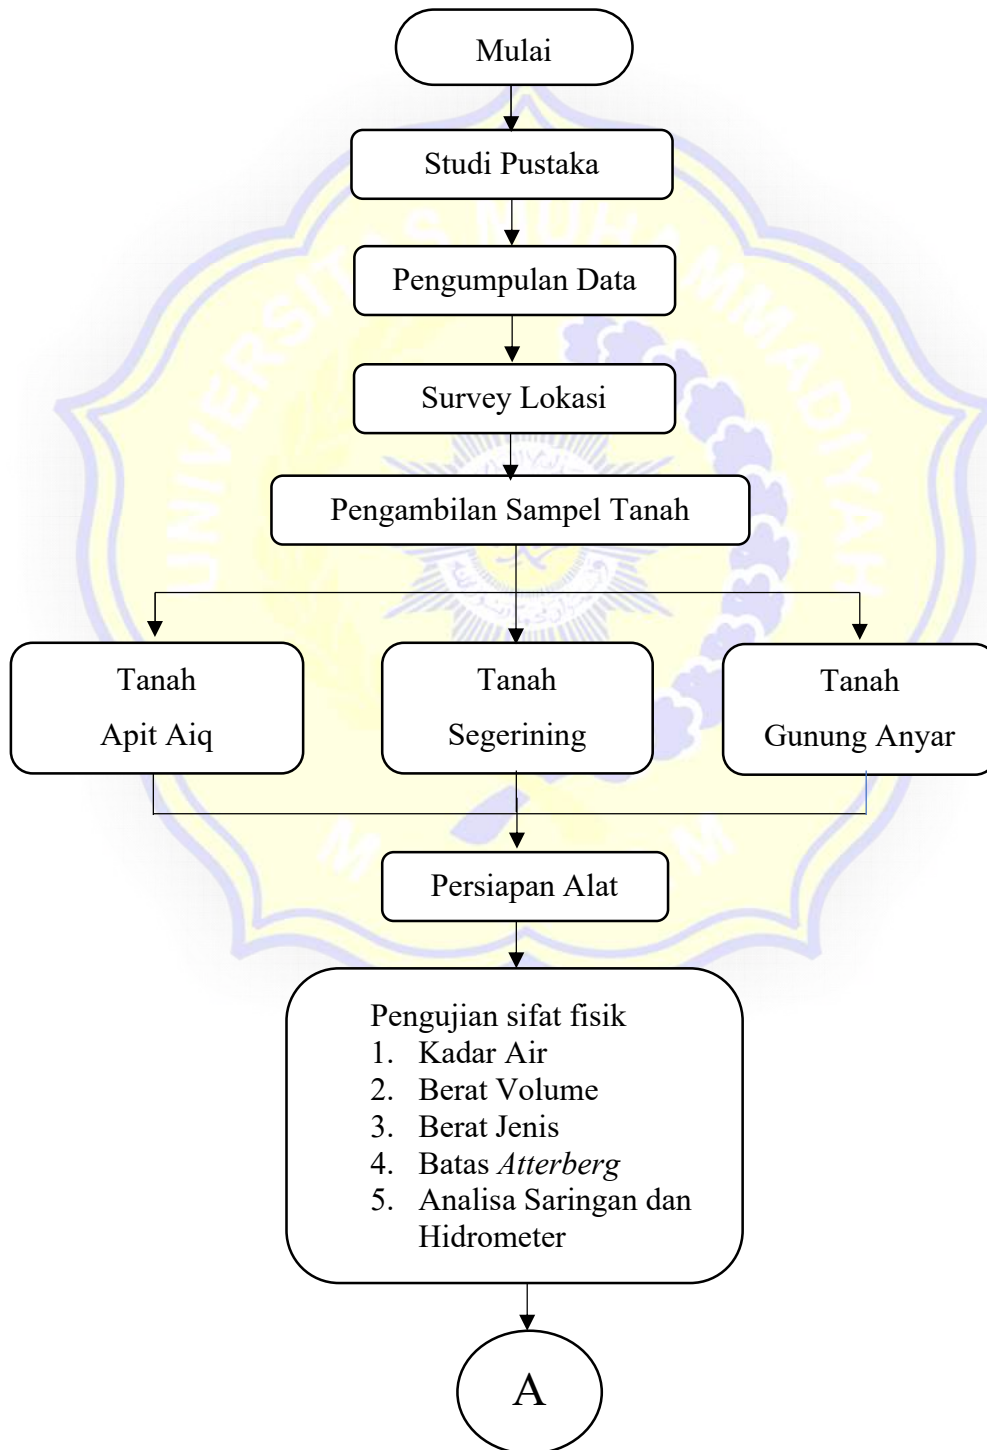 Mulai
Studi Pustaka
Pengumpulan Data
Survey Lokasi
Pengambilan Sampel Tanah
Tanah
Apit Aiq
Tanah
Segerining
Tanah
Gunung Anyar
Persiapan Alat
Pengujian sifat fisik
1. Kadar Air
2. Berat Volume
3. Berat Jenis
4. Batas Atterberg
5. Analisa Saringan dan
Hidrometer
A
UNIVERSITAS MUHAMMADIYAH